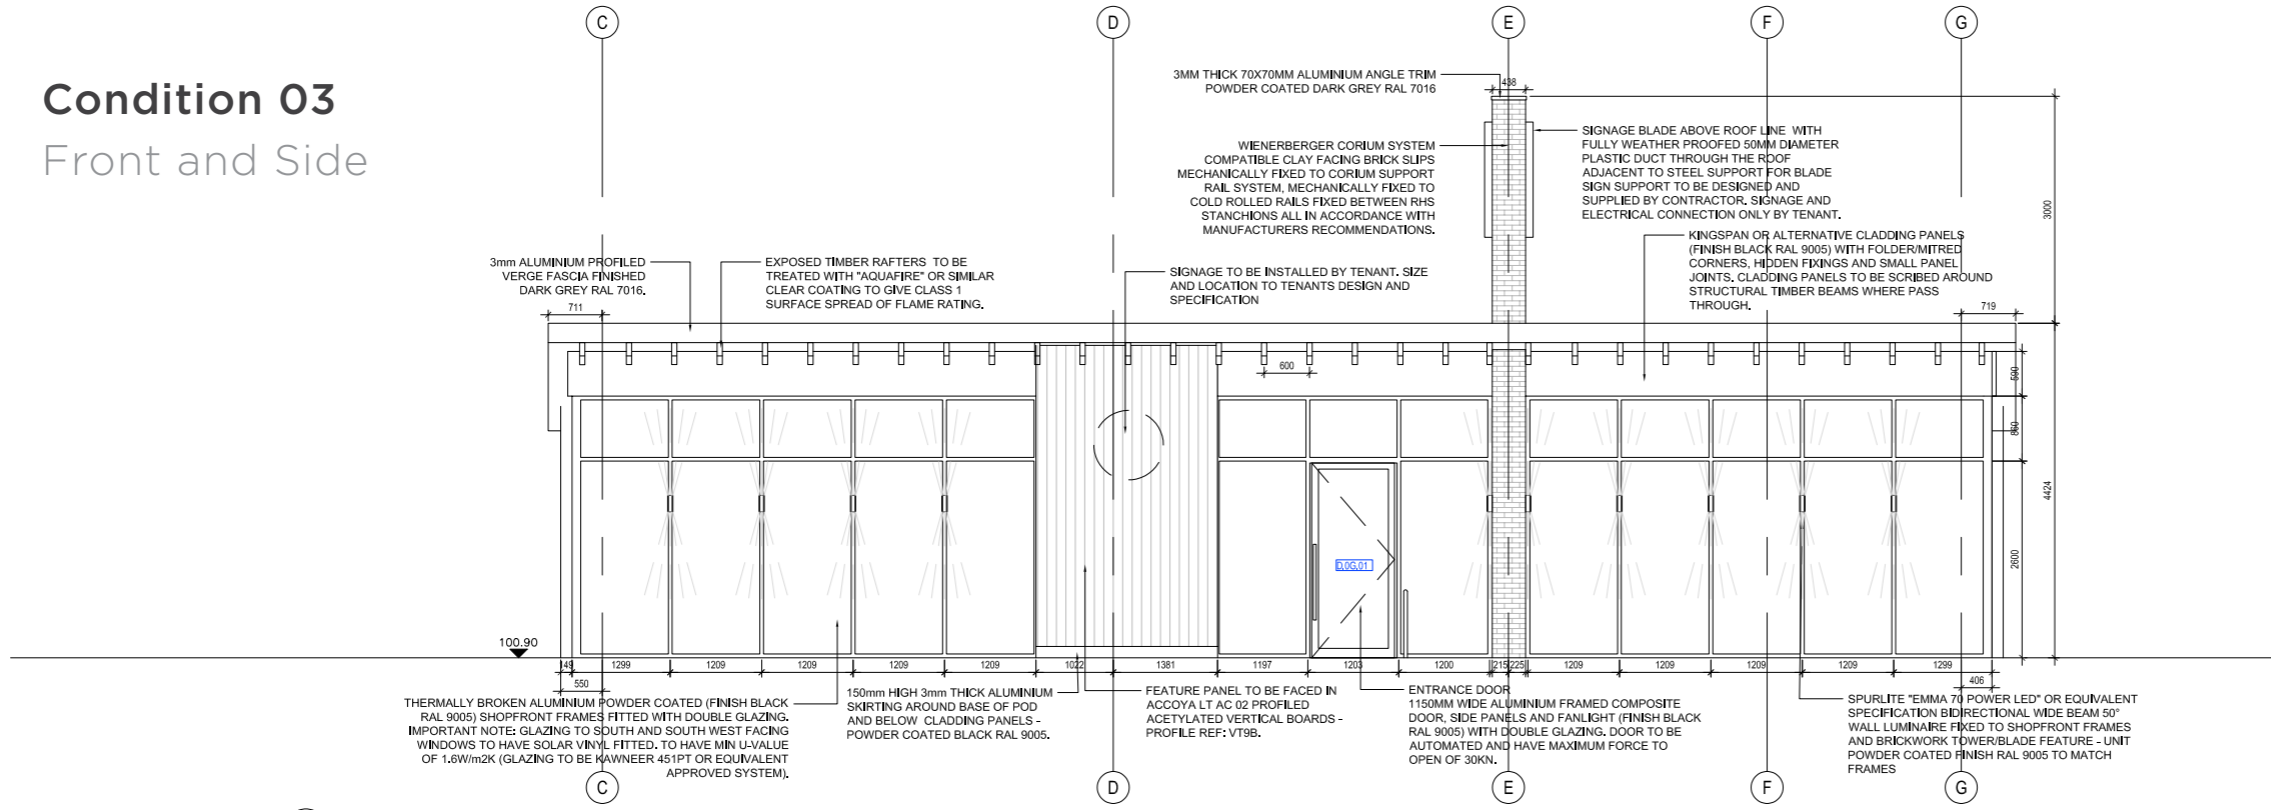 C
D
E
F
G
Condition 03
Front and Side
3MM THICK 70X70MM ALUMINIUM ANGLE TRIM
POWDER COATED DARK GREY RAL 7016
438
WIENERBERGER CORIUM SYSTEM
COMPATIBLE CLAY FACING BRICK SLIPS
MECHANICALLY FIXED TO CORIUM SUPPORT
RAIL SYSTEM, MECHANICALLY FIXED TO
COLD ROLLED RAILS FIXED BETWEEN RHS
STANCHIONS ALL IN ACCORDANCE WITH
MANUFACTURERS RECOMMENDATIONS.
SIGNAGE BLADE ABOVE ROOF LINE WITH
FULLY WEATHER PROOFED 50MM DIAMETER
PLASTIC DUCT THROUGH THE ROOF
ADJACENT TO STEEL SUPPORT FOR BLADE
SIGN SUPPORT TO BE DESIGNED AND
SUPPLIED BY CONTRACTOR. SIGNAGE AND
ELECTRICAL CONNECTION ONLY BY TENANT.
3000
KINGSPAN OR ALTERNATIVE CLADDING PANELS
(FINISH BLACK RAL 9005) WITH FOLDER/MITRED
CORNERS, HIDDEN FIXINGS AND SMALL PANEL
JOINTS. CLADDING PANELS TO BE SCRIBED AROUND
STRUCTURAL TIMBER BEAMS WHERE PASS
THROUGH.
3mm ALUMINIUM PROFILED
VERGE FASCIA FINISHED
DARK GREY RAL 7016.
EXPOSED TIMBER RAFTERS TO BE
TREATED WITH "AQUAFIRE" OR SIMILAR
CLEAR COATING TO GIVE CLASS 1
SURFACE SPREAD OF FLAME RATING.
SIGNAGE TO BE INSTALLED BY TENANT. SIZE
AND LOCATION TO TENANTS DESIGN AND
SPECIFICATION
711
719
600
590
860
4424
2600
D.0G.01
100.90
149
1299
1209
1209
1209
1209
1022
1381
1197
1203
1200
215
225
1209
1209
1209
1209
1299
550
406
THERMALLY BROKEN ALUMINIUM POWDER COATED (FINISH BLACK
RAL 9005) SHOPFRONT FRAMES FITTED WITH DOUBLE GLAZING.
IMPORTANT NOTE: GLAZING TO SOUTH AND SOUTH WEST FACING
WINDOWS TO HAVE SOLAR VINYL FITTED. TO HAVE MIN U-VALUE
OF 1.6W/m2K (GLAZING TO BE KAWNEER 451PT OR EQUIVALENT
APPROVED SYSTEM).
150mm HIGH 3mm THICK ALUMINIUM
SKIRTING AROUND BASE OF POD
AND BELOW CLADDING PANELS -
POWDER COATED BLACK RAL 9005.
FEATURE PANEL TO BE FACED IN
ACCOYA LT AC 02 PROFILED
ACETYLATED VERTICAL BOARDS -
PROFILE REF: VT9B.
ENTRANCE DOOR
1150MM WIDE ALUMINIUM FRAMED COMPOSITE
DOOR, SIDE PANELS AND FANLIGHT (FINISH BLACK
RAL 9005) WITH DOUBLE GLAZING. DOOR TO BE
AUTOMATED AND HAVE MAXIMUM FORCE TO
OPEN OF 30KN.
SPURLITE "EMMA 70 POWER LED" OR EQUIVALENT
SPECIFICATION BIDIRECTIONAL WIDE BEAM 50°
WALL LUMINAIRE FIXED TO SHOPFRONT FRAMES
AND BRICKWORK TOWER/BLADE FEATURE - UNIT
POWDER COATED FINISH RAL 9005 TO MATCH
FRAMES
C
D
E
F
G